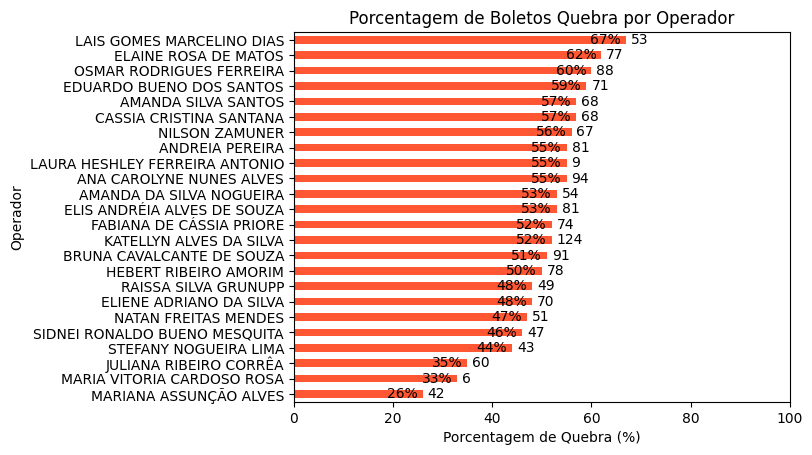 Porcentagem de Boletos Quebra por Operador
LAIS GOMES MARCELINO DIAS 67% 53
ELAINE ROSA DE MATOS 62% 77
OSMAR RODRIGUES FERREIRA 60% 88
EDUARDO BUENO DOS SANTOS 59% 71
AMANDA SILVA SANTOS 57% 68
CASSIA CRISTINA SANTANA 57% 68
NILSON ZAMUNER 56% 67
ANDREIA PEREIRA 55% 81
LAURA HESHLEY FERREIRA ANTONIO 55% 9
ANA CAROLYNE NUNES ALVES 55% 94
AMANDA DA SILVA NOGUEIRA 53% 54
ELIS ANDRÉIA ALVES DE SOUZA 53% 81
FABIANA DE CÁSSIA PRIORE 52% 74
KATELLYN ALVES DA SILVA 52% 124
BRUNA CAVALCANTE DE SOUZA 51% 91
HEBERT RIBEIRO AMORIM 50% 78
RAISSA SILVA GRUNUPP 48% 49
ELIENE ADRIANO DA SILVA 48% 70
NATAN FREITAS MENDES 47% 51
SIDNEI RONALDO BUENO MESQUITA 46% 47
STEFANY NOGUEIRA LIMA 44% 43
JULIANA RIBEIRO CORRÊA 35% 60
MARIA VITORIA CARDOSO ROSA 33% 6
MARIANA ASSUNÇÃO ALVES 26% 42
Operador
0 20 40 60 80 100
Porcentagem de Quebra (%)